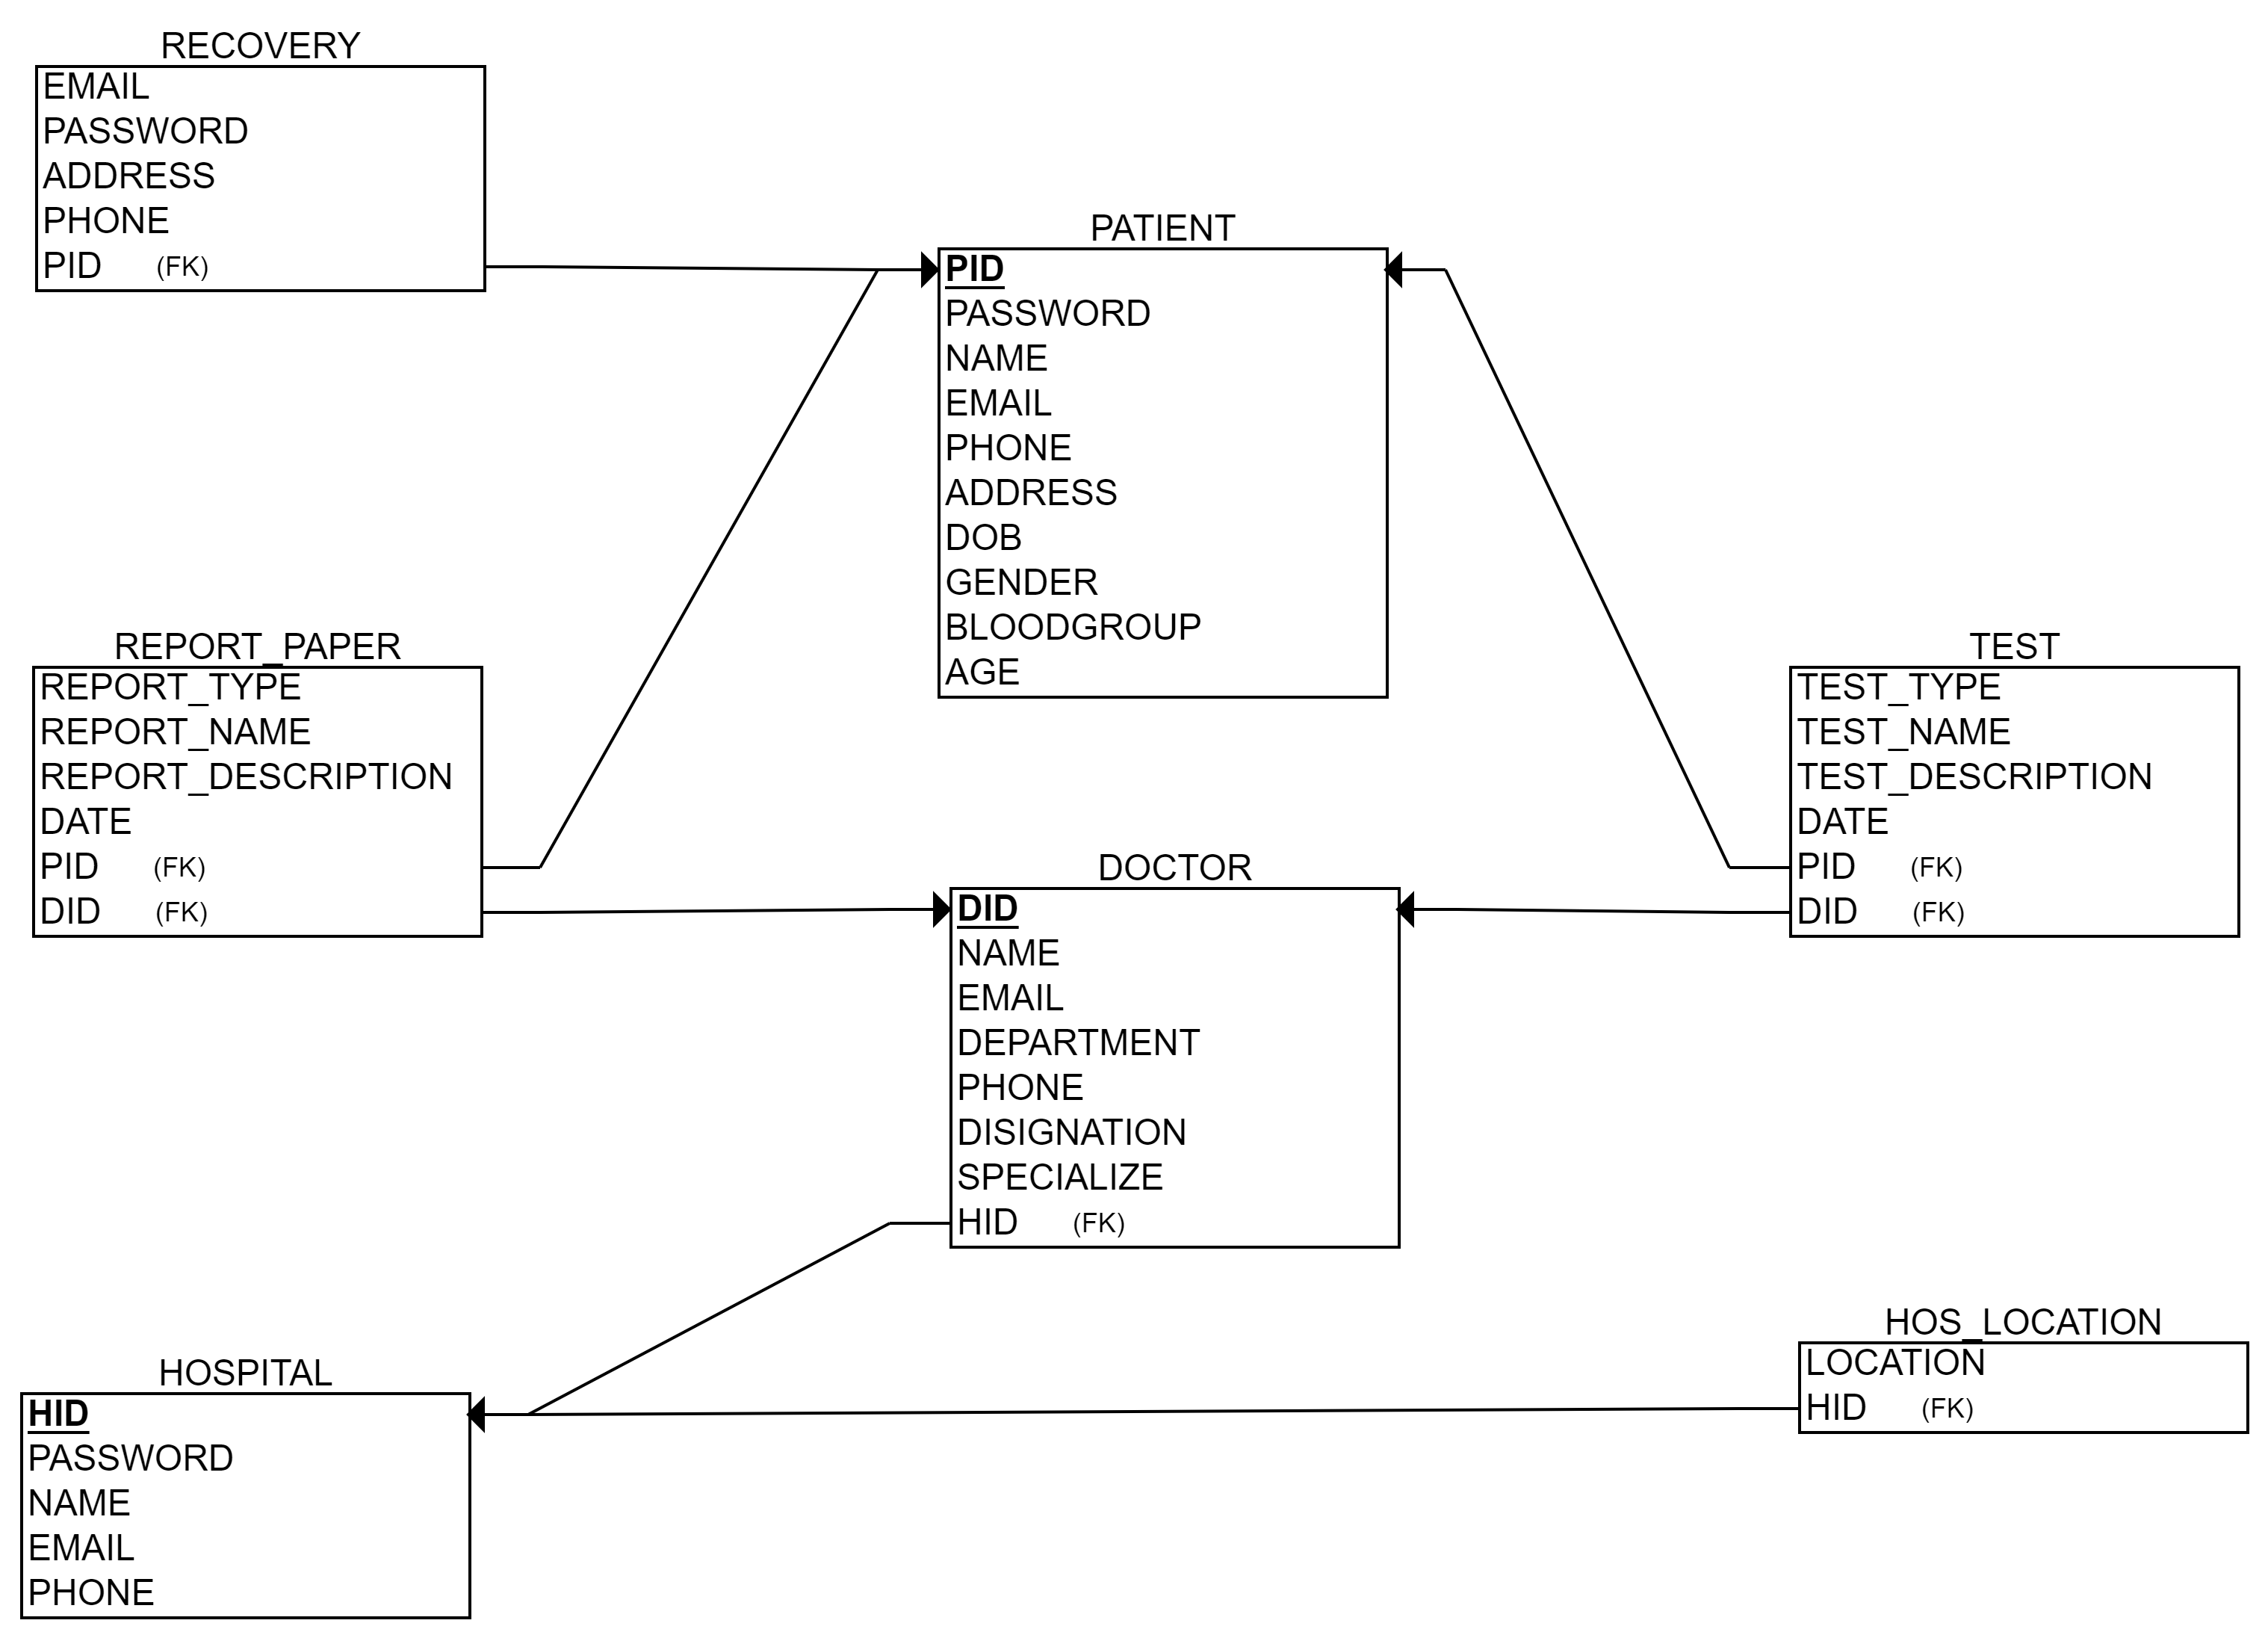 RECOVERY
EMAIL
PASSWORD
ADDRESS
PHONE
PID (FK)
PATIENT
PID
PASSWORD
NAME
EMAIL
PHONE
ADDRESS
DOB
GENDER
BLOODGROUP
AGE
REPORT_PAPER
REPORT_TYPE
REPORT_NAME
REPORT_DESCRIPTION
DATE
PID (FK)
DID (FK)
TEST
TEST_TYPE
TEST_NAME
TEST_DESCRIPTION
DATE
PID (FK)
DID (FK)
DOCTOR
DID
NAME
EMAIL
DEPARTMENT
PHONE
DISIGNATION
SPECIALIZE
HID (FK)
HOSPITAL
HID
PASSWORD
NAME
EMAIL
PHONE
HOS_LOCATION
LOCATION
HID (FK)